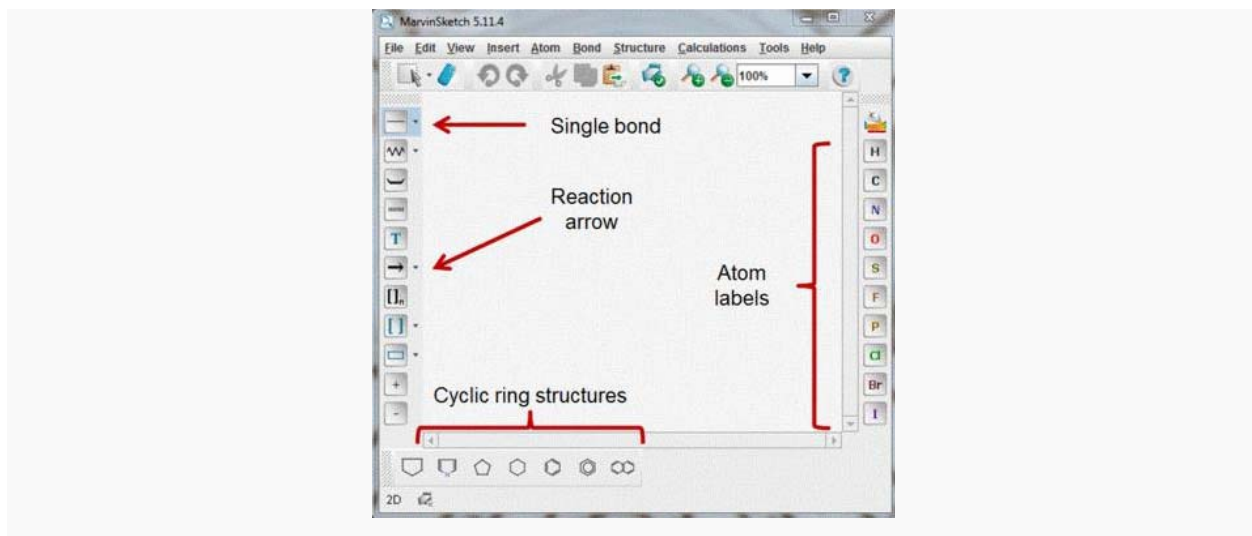 MarvinSketch 5.11.4
File Edit View Insert Atom Bond Structure Calculations Tools Help
100%
?
Single bond
H
C
Reaction
arrow
N
T
O
Atom
labels
S
[]n
F
[ ]
P
Cl
+
Cyclic ring structures
Br
-
I
2D